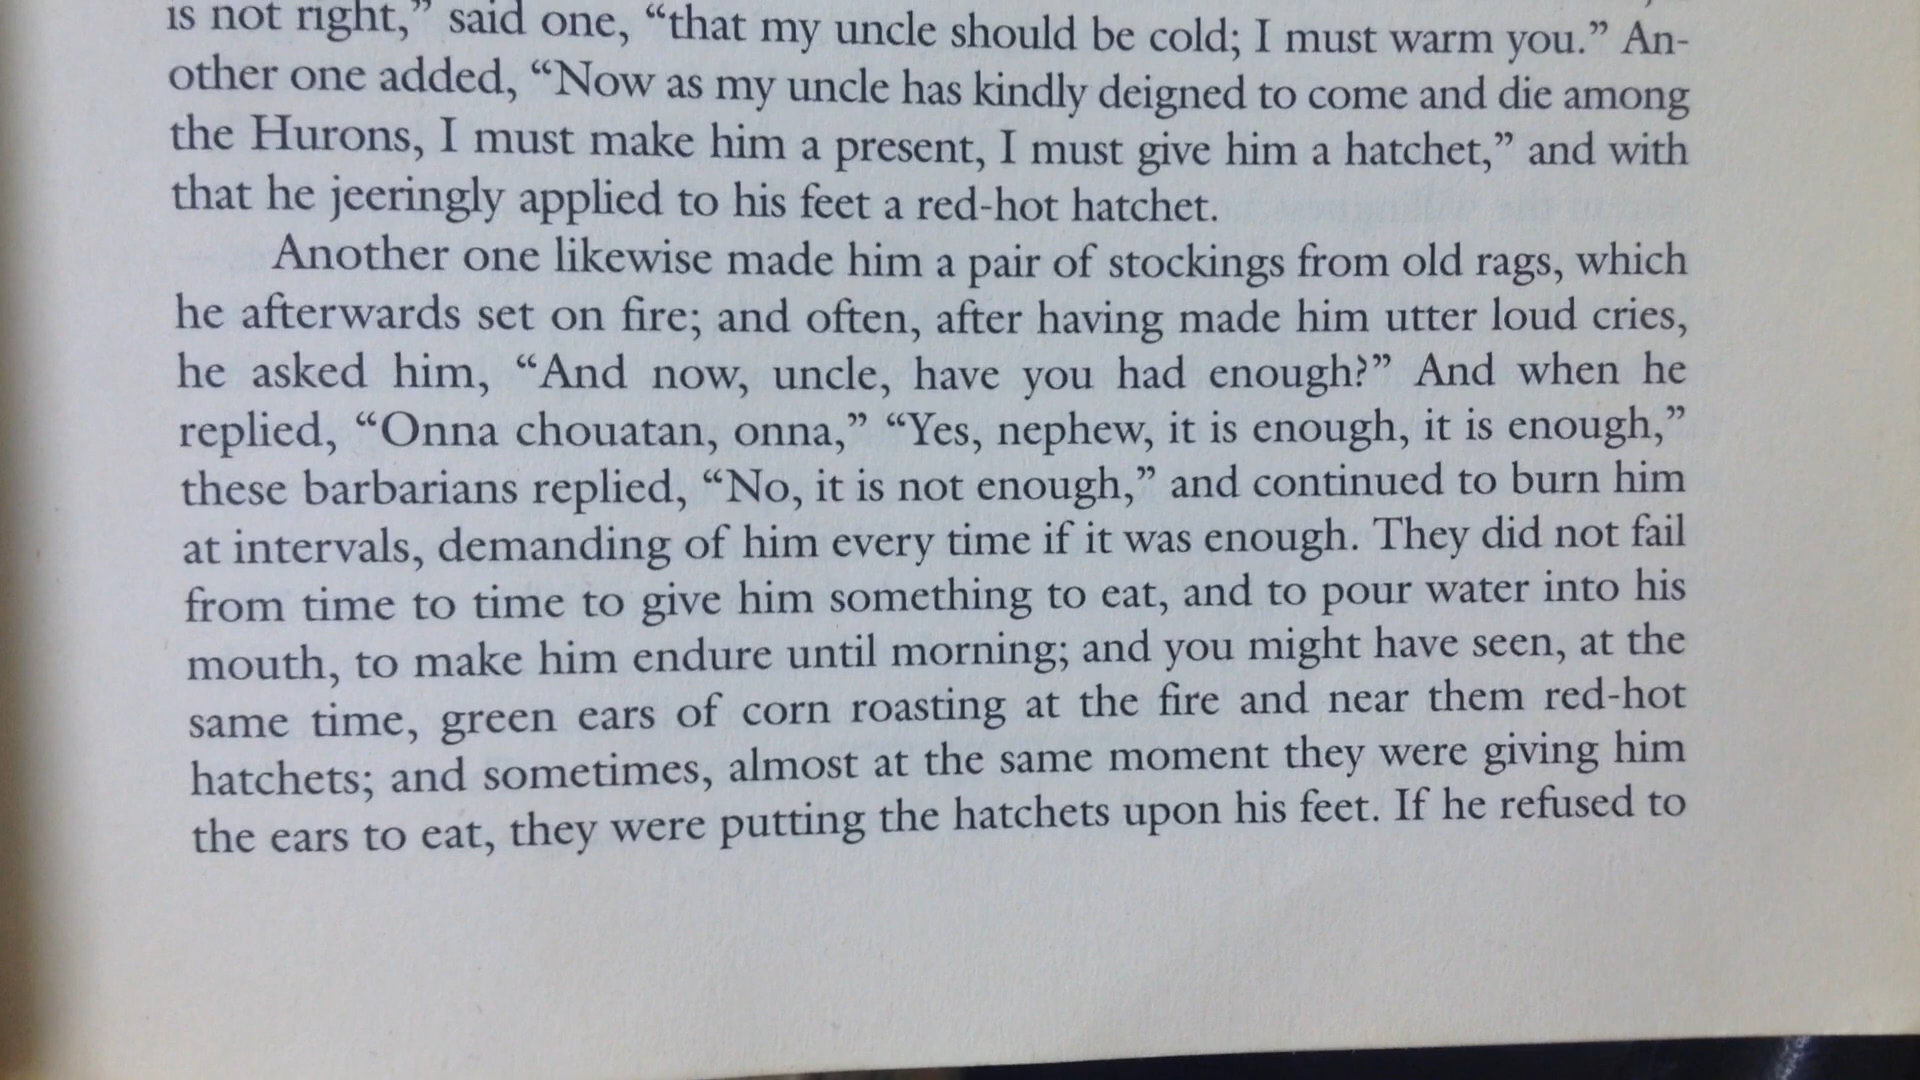 is not right,” said one, “that my uncle should be cold; I must warm you.” An-
other one added, “Now as my uncle has kindly deigned to come and die among
the Hurons, I must make him a present, I must give him a hatchet,” and with
that he jeeringly applied to his feet a red-hot hatchet.
Another one likewise made him a pair of stockings from old rags, which
he afterwards set on fire; and often, after having made him utter loud cries,
he asked him, “And now, uncle, have you had enough?” And when he
replied, “Onna chouatan, onna,” “Yes, nephew, it is enough, it is enough,”
these barbarians replied, “No, it is not enough,” and continued to burn him
at intervals, demanding of him every time if it was enough. They did not fail
from time to time to give him something to eat, and to pour water into his
mouth, to make him endure until morning; and you might have seen, at the
same time, green ears of corn roasting at the fire and near them red-hot
hatchets; and sometimes, almost at the same moment they were giving him
the ears to eat, they were putting the hatchets upon his feet. If he refused to